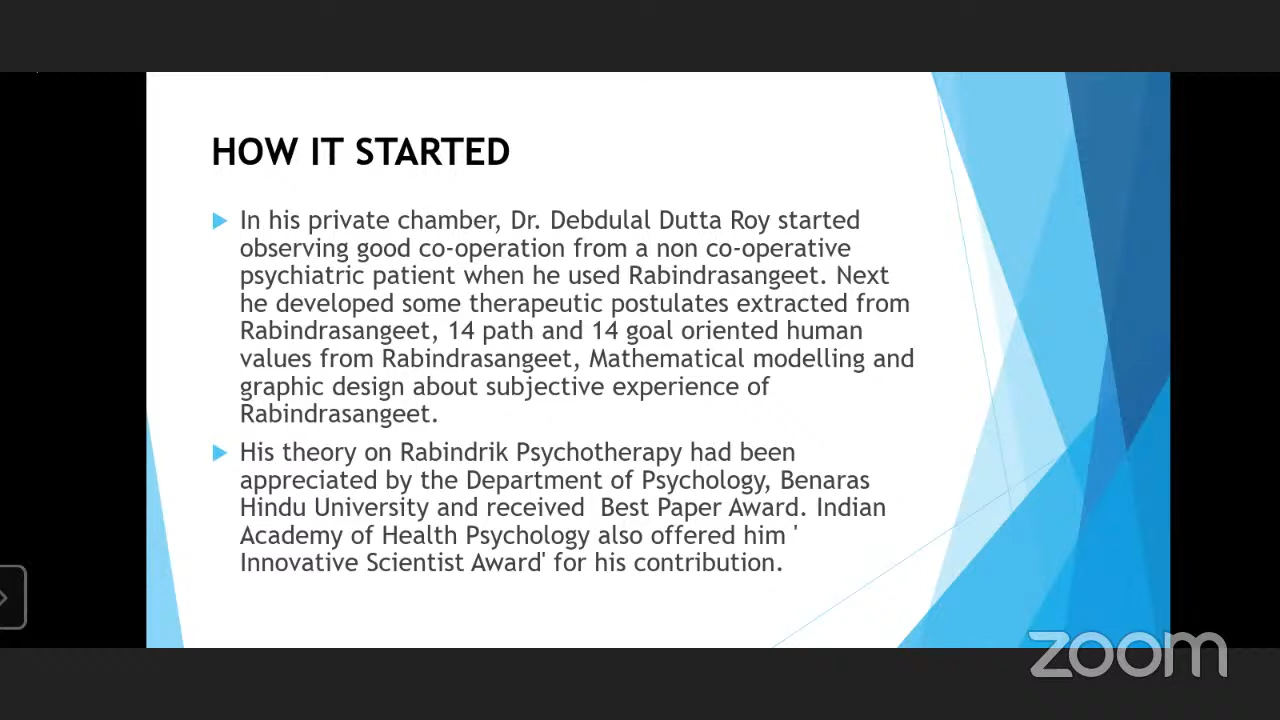 HOW IT STARTED
In his private chamber, Dr. Debdulal Dutta Roy started
observing good co-operation from a non co-operative
psychiatric patient when he used Rabindrasangeet. Next
he developed some therapeutic postulates extracted from
Rabindrasangeet, 14 path and 14 goal oriented human
values from Rabindrasangeet, Mathematical modelling and
graphic design about subjective experience of
Rabindrasangeet.
His theory on Rabindrik Psychotherapy had been
appreciated by the Department of Psychology, Benaras
Hindu University and received  Best Paper Award. Indian
Academy of Health Psychology also offered him '
Innovative Scientist Award' for his contribution.
zoom